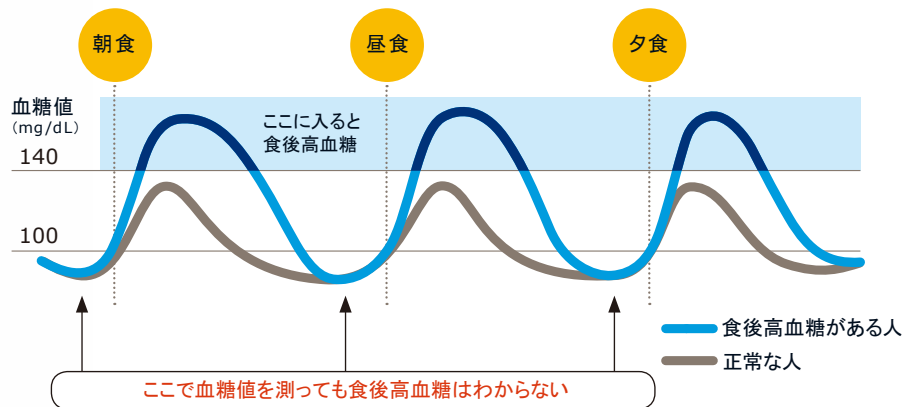 朝食
昼食
夕食
血糖値
(mg/dL)
ここに入ると
食後高血糖
140
100
食後高血糖がある人
正常な人
ここで血糖値を測っても食後高血糖はわからない